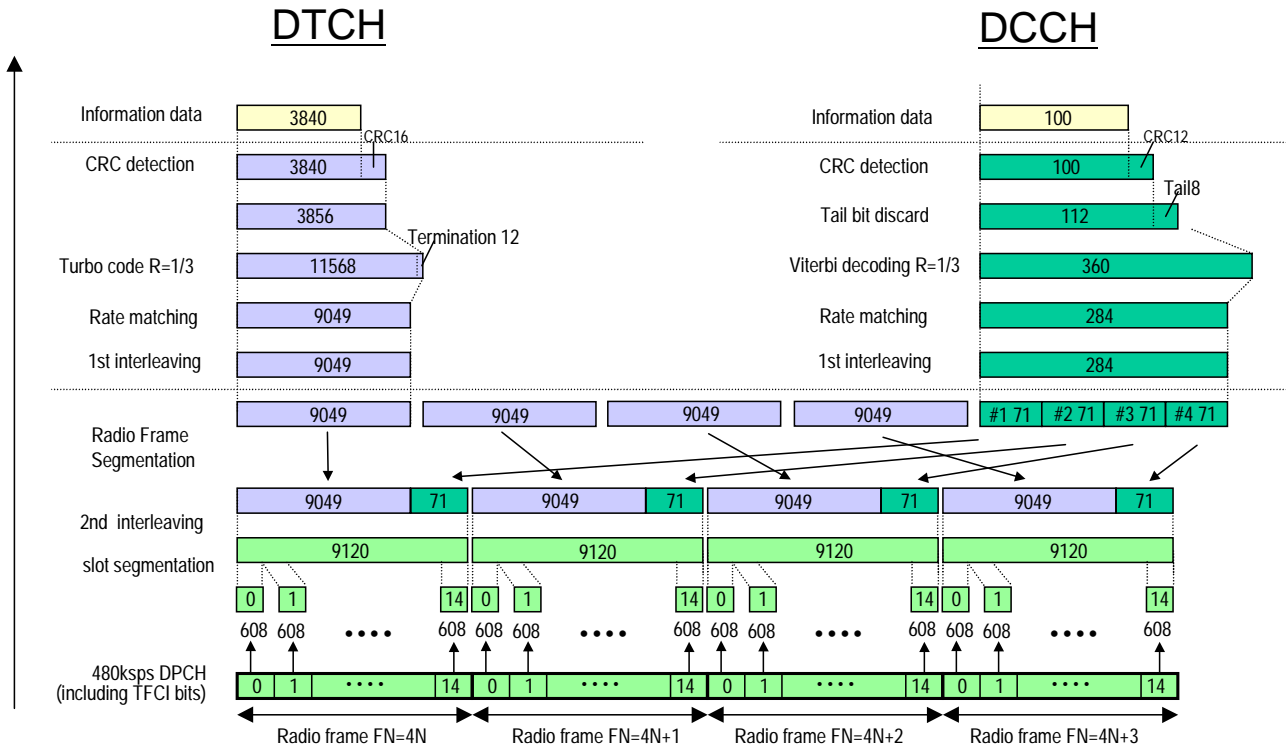 DTCH DCCH
Information data 3840 Information data 100
CRC16 CRC12
CRC detection 3840 CRC detection 100
Tail8
3856 Tail bit discard 112
Termination 12
Turbo code R=1/3 11568 Viterbi decoding R=1/3 360
Rate matching 9049 Rate matching 284
1st interleaving 9049 1st interleaving 284
9049 9049 9049 9049 #1 71 #2 71 #3 71 #4 71
Radio Frame
Segmentation
9049 71 9049 71 9049 71 9049 71
2nd interleaving
9120 9120 9120 9120
slot segmentation
0 1 14 0 1 14 0 1 14 0 1 14
608 608 •••• 608 608 608 •••• 608 608 608 •••• 608 608 608 •••• 608
480ksps DPCH
(including TFCI bits)
0 1 •••• 14 0 1 •••• 14 0 1 •••• 14 0 1 •••• 14
Radio frame FN=4N Radio frame FN=4N+1 Radio frame FN=4N+2 Radio frame FN=4N+3